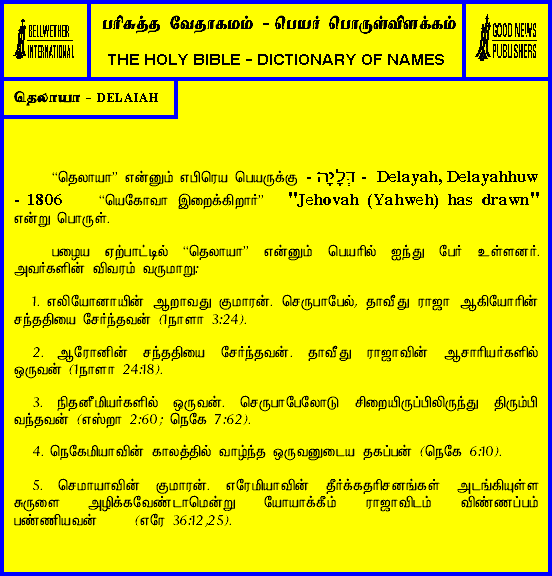 BELLWETHER
INTERNATIONAL
பரிசுத்த வேதாகமம் - பெயர் பொருள்விளக்கம்
THE HOLY BIBLE - DICTIONARY OF NAMES
GOOD NEWS
PUBLISHERS
தெலாயா - DELAIAH
“தெலாயா” என்னும் எபிரெய பெயருக்கு - דְּלָיָה - Delayah, Delayahhuw
- 1806 “யெகோவா இறைக்கிறார்” "Jehovah (Yahweh) has drawn"
என்று பொருள்.
பழைய ஏற்பாட்டில் “தெலாயா” என்னும் பெயரில் ஐந்து பேர் உள்ளனர்.
அவர்களின் விவரம் வருமாறு:
1. எலியோனாயின் ஆறாவது குமாரன். செருபாபேல், தாவீது ராஜா ஆகியோரின்
சந்ததியை சேர்ந்தவன் (1நாளா 3:24).
2. ஆரோனின் சந்ததியை சேர்ந்தவன். தாவீது ராஜாவின் ஆசாரியர்களில்
ஒருவன் (1நாளா 24:18).
3. நிதனீமியர்களில் ஒருவன். செருபாபேலோடு சிறையிருப்பிலிருந்து திரும்பி
வந்தவன் (எஸ்றா 2:60; நெகே 7:62).
4. நெகேமியாவின் காலத்தில் வாழ்ந்த ஒருவனுடைய தகப்பன் (நெகே 6:10).
5. செமாயாவின் குமாரன். எரேமியாவின் தீர்க்கதரிசனங்கள் அடங்கியுள்ள
சுருளை அழிக்கவேண்டாமென்று யோயாக்கீம் ராஜாவிடம் விண்ணப்பம்
பண்ணியவன் (எரே 36:12,25).